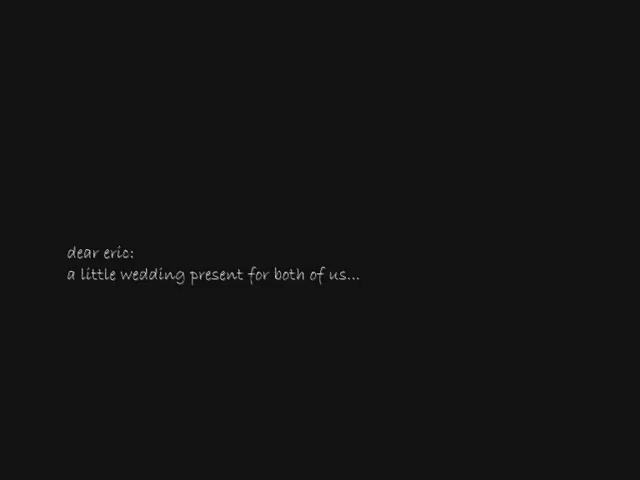 dear eric:
a little wedding present for both of us...